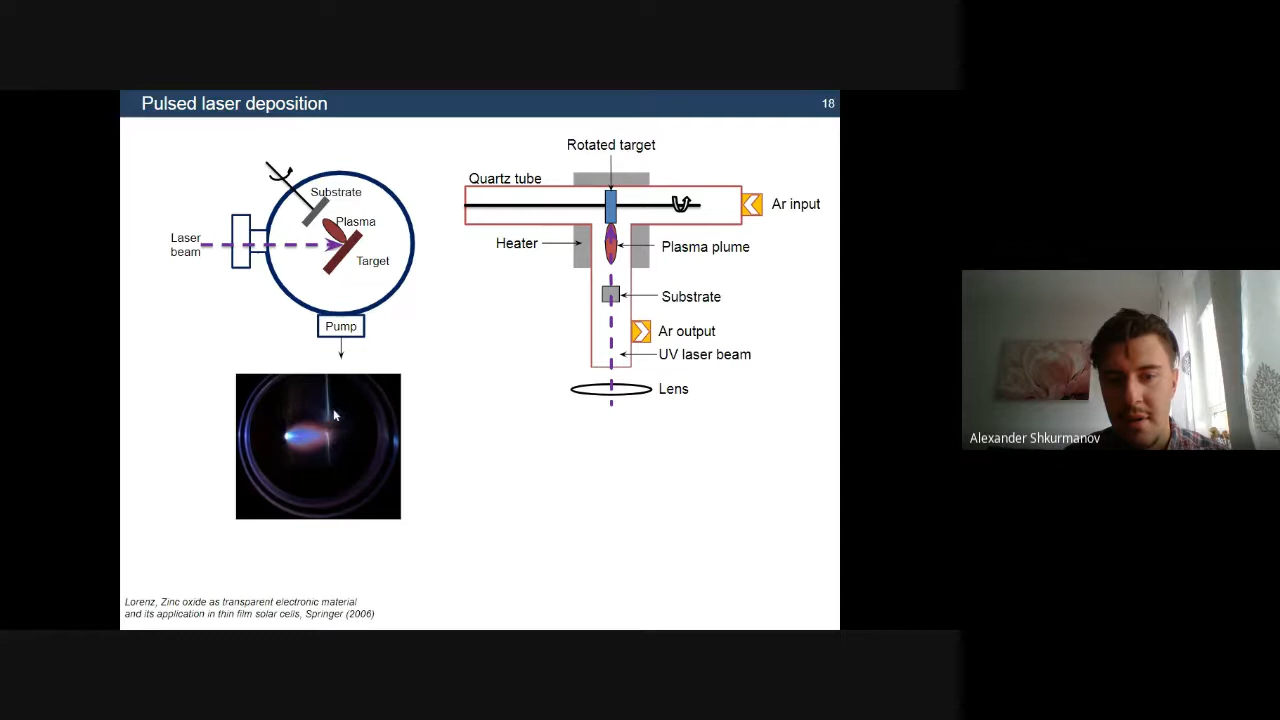 Pulsed laser deposition
18
Substrate
Plasma
Laser
beam
Target
Pump
Rotated target
Quartz tube
Ar input
Heater
Plasma plume
Substrate
Ar output
UV laser beam
Lens
Alexander Shkurmanov
Lorenz, Zinc oxide as transparent electronic material
and its application in thin film solar cells, Springer (2006)